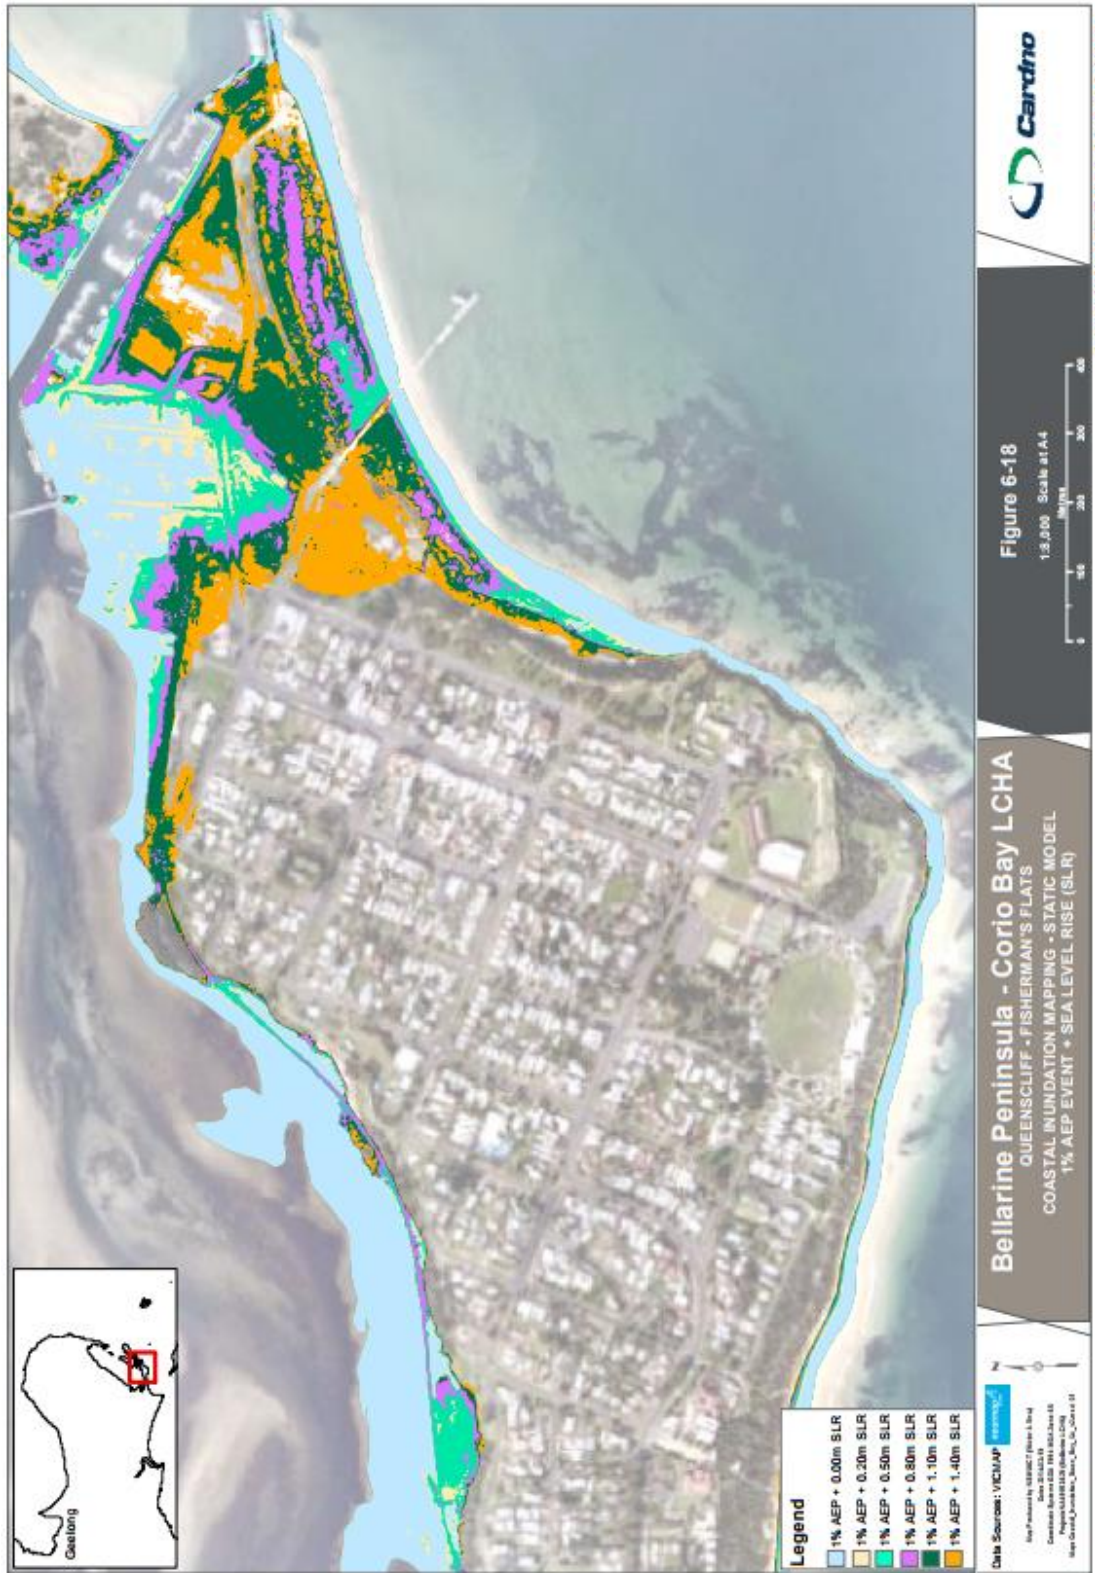 Geelong
Legend
1% AEP + 0.00m SLR
1% AEP + 0.20m SLR
1% AEP + 0.50m SLR
1% AEP + 0.80m SLR
1% AEP + 1.10m SLR
1% AEP + 1.40m SLR
Data Sources: VICMAP
Bellarine Peninsula - Corio Bay LCHA
QUEENSCLIFF - FISHERMAN'S FLATS
COASTAL INUNDATION MAPPING - STATIC MODEL
1% AEP EVENT + SEA LEVEL RISE (SLR)
Figure 6-18
1:8,000 Scale at A4
Metres
0 100 200 300 400
Cardno